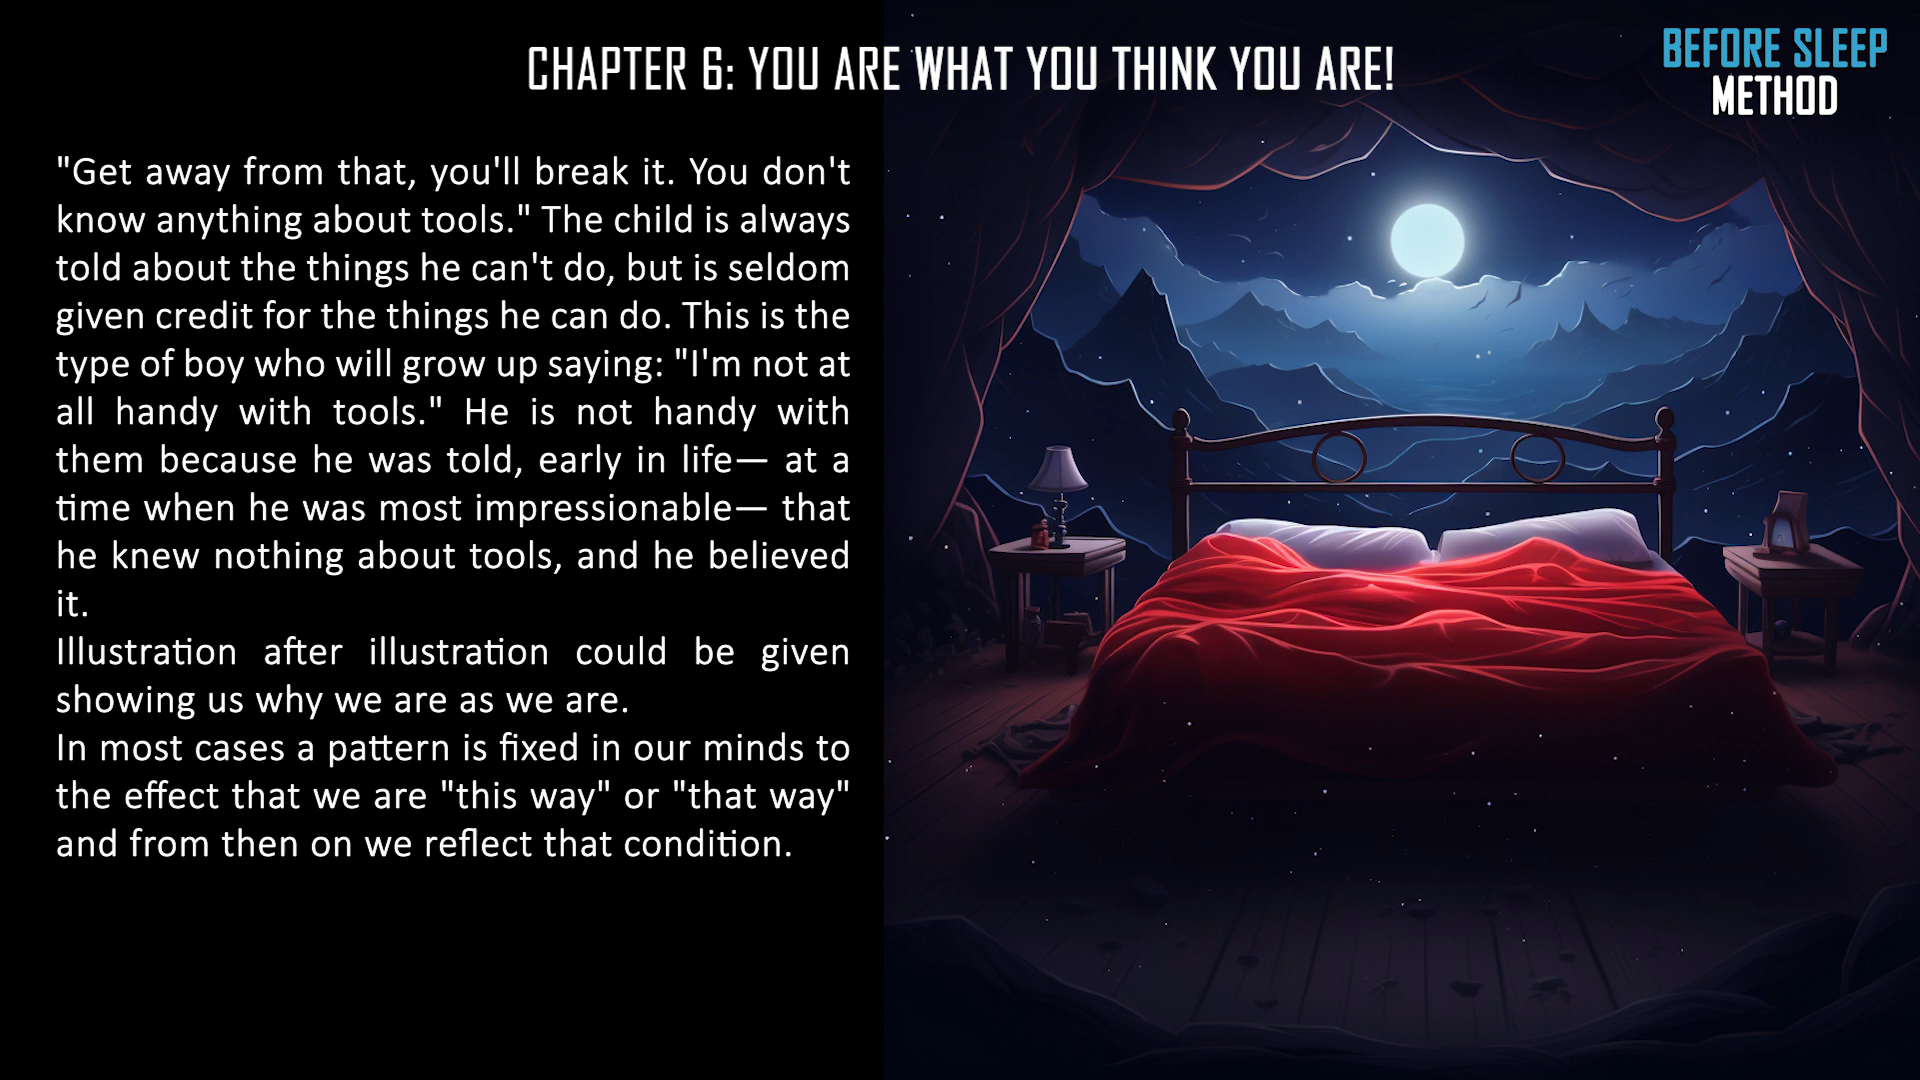 CHAPTER 6: YOU ARE WHAT YOU THINK YOU ARE!
BEFORE SLEEP
METHOD
"Get away from that, you'll break it. You don't
know anything about tools." The child is always
told about the things he can't do, but is seldom
given credit for the things he can do. This is the
type of boy who will grow up saying: "I'm not at
all handy with tools." He is not handy with
them because he was told, early in life— at a
time when he was most impressionable— that
he knew nothing about tools, and he believed
it.
Illustration after illustration could be given
showing us why we are as we are.
In most cases a pattern is fixed in our minds to
the effect that we are "this way" or "that way"
and from then on we reflect that condition.